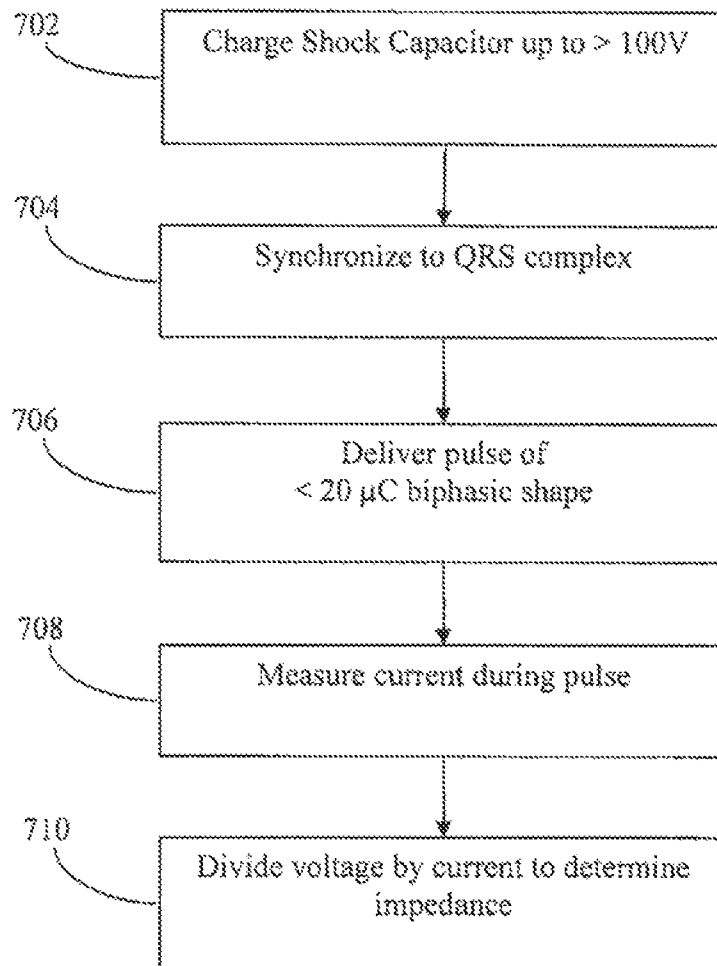 702
Charge Shock Capacitor up to > 100V
704
Synchronize to QRS complex
706
Deliver pulse of
< 20 µC biphasic shape
708
Measure current during pulse
710
Divide voltage by current to determine
impedance